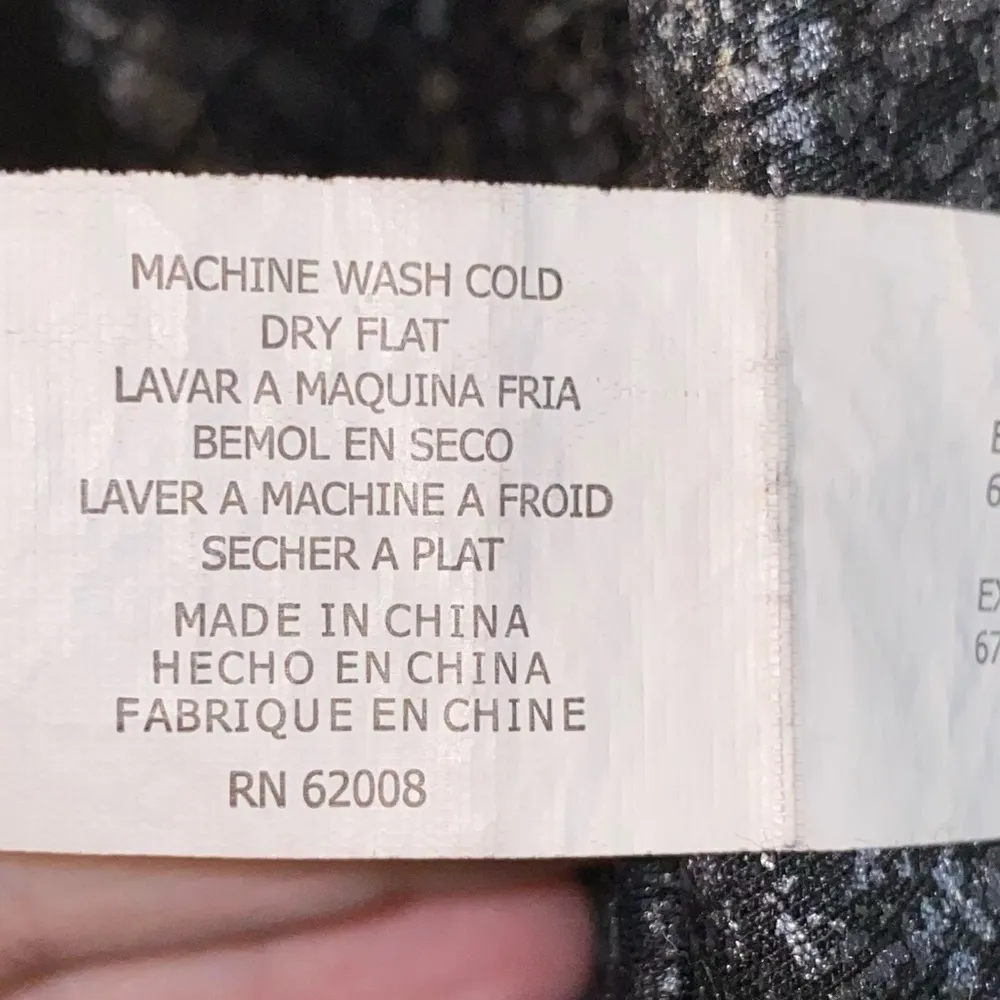 MACHINE WASH COLD
DRY FLAT
LAVAR A MAQUINA FRIA
BEMOL EN SECO
LAVER A MACHINE A FROID
SECHER A PLAT
MADE IN CHINA
HECHO EN CHINA
FABRIQUE EN CHINE
RN 62008